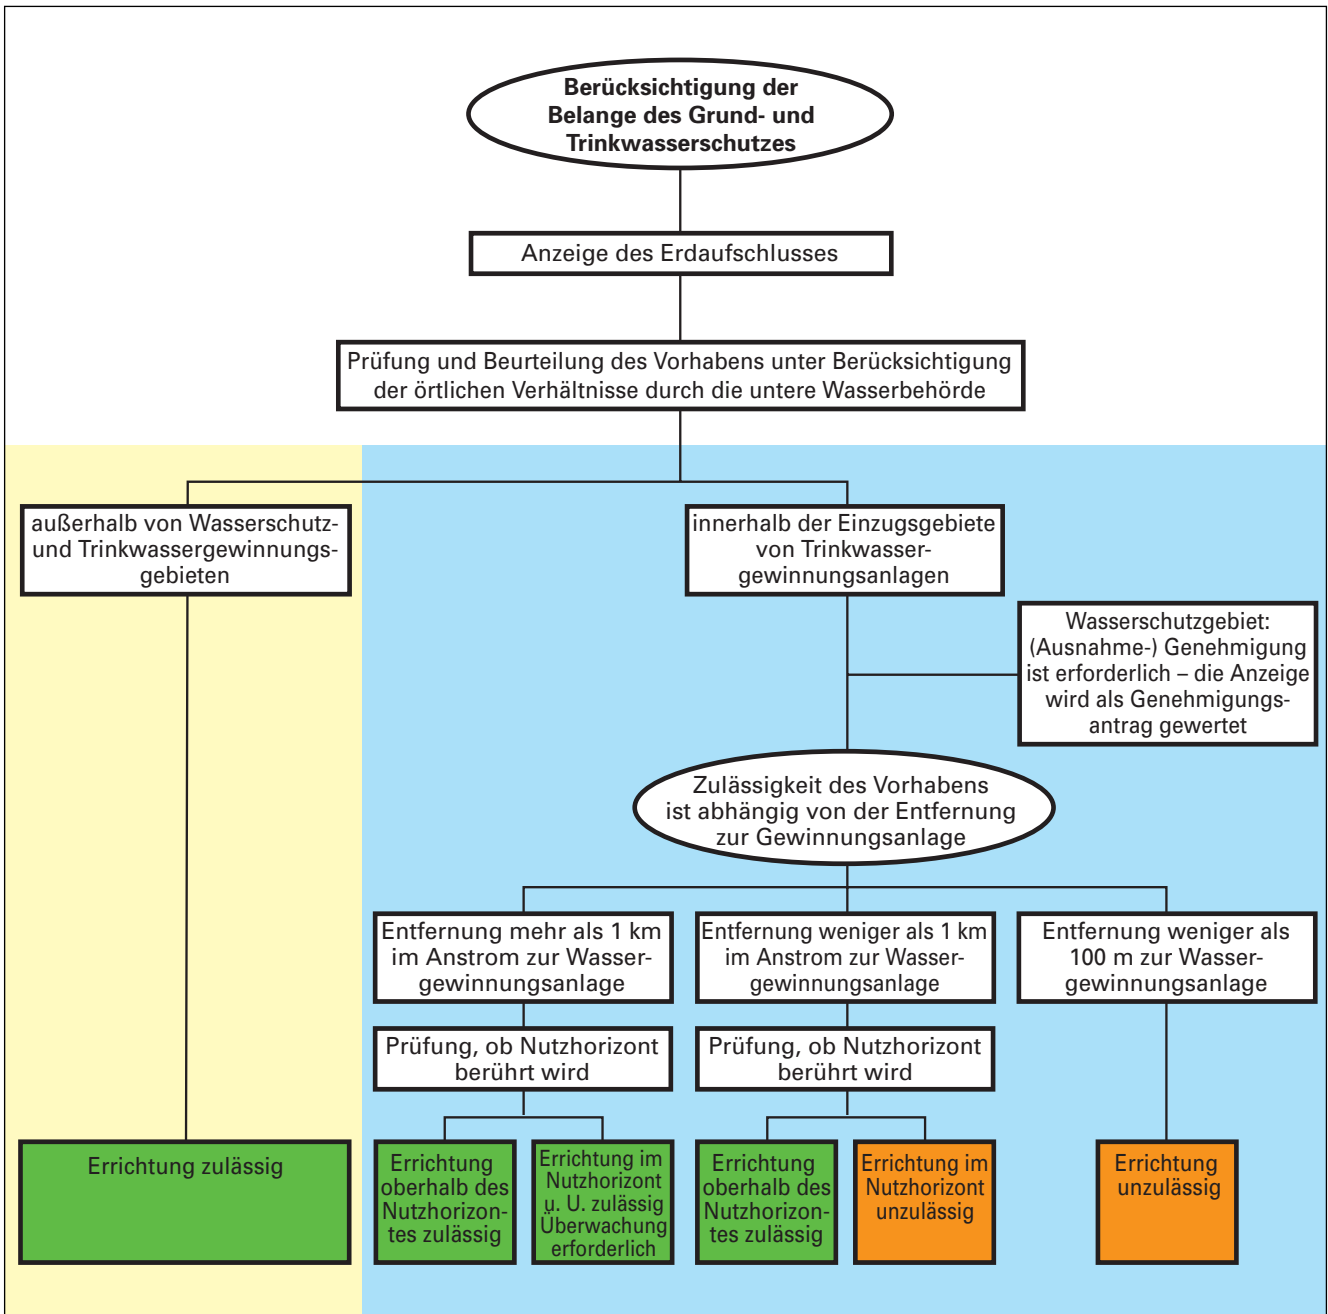 Berücksichtigung der
Belange des Grund- und
Trinkwasserschutzes
Anzeige des Erdaufschlusses
Prüfung und Beurteilung des Vorhabens unter Berücksichtigung
der örtlichen Verhältnisse durch die untere Wasserbehörde
außerhalb von Wasserschutz-
und Trinkwassergewinnungs-
gebieten
innerhalb der Einzugsgebiete
von Trinkwasser-
gewinnungsanlagen
Wasserschutzgebiet:
(Ausnahme-) Genehmigung
ist erforderlich – die Anzeige
wird als Genehmigungs-
antrag gewertet
Zulässigkeit des Vorhabens
ist abhängig von der Entfernung
zur Gewinnungsanlage
Entfernung mehr als 1 km
im Anstrom zur Wasser-
gewinnungsanlage
Entfernung weniger als 1 km
im Anstrom zur Wasser-
gewinnungsanlage
Entfernung weniger als
100 m zur Wasser-
gewinnungsanlage
Prüfung, ob Nutzhorizont
berührt wird
Prüfung, ob Nutzhorizont
berührt wird
Errichtung zulässig
Errichtung
oberhalb des
Nutzhorizon-
tes zulässig
Errichtung im
Nutzhorizont
u. U. zulässig
Überwachung
erforderlich
Errichtung
oberhalb des
Nutzhorizon-
tes zulässig
Errichtung im
Nutzhorizont
unzulässig
Errichtung
unzulässig